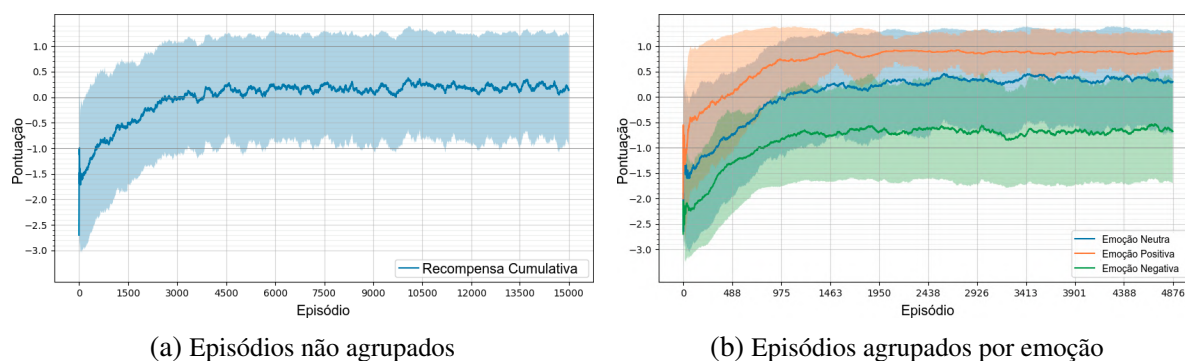 1.0
0.5
0.0
−0.5
−1.0
−1.5
−2.0
−2.5
−3.0
Pontuação
0 1500 3000 4500 6000 7500 9000 10500 12000 13500 15000
Episódio
Recompensa Cumulativa
(a) Episódios não agrupados
1.0
0.5
0.0
−0.5
−1.0
−1.5
−2.0
−2.5
−3.0
Pontuação
0 488 975 1463 1950 2438 2926 3413 3901 4388 4876
Episódio
Emoção Neutra
Emoção Positiva
Emoção Negativa
(b) Episódios agrupados por emoção